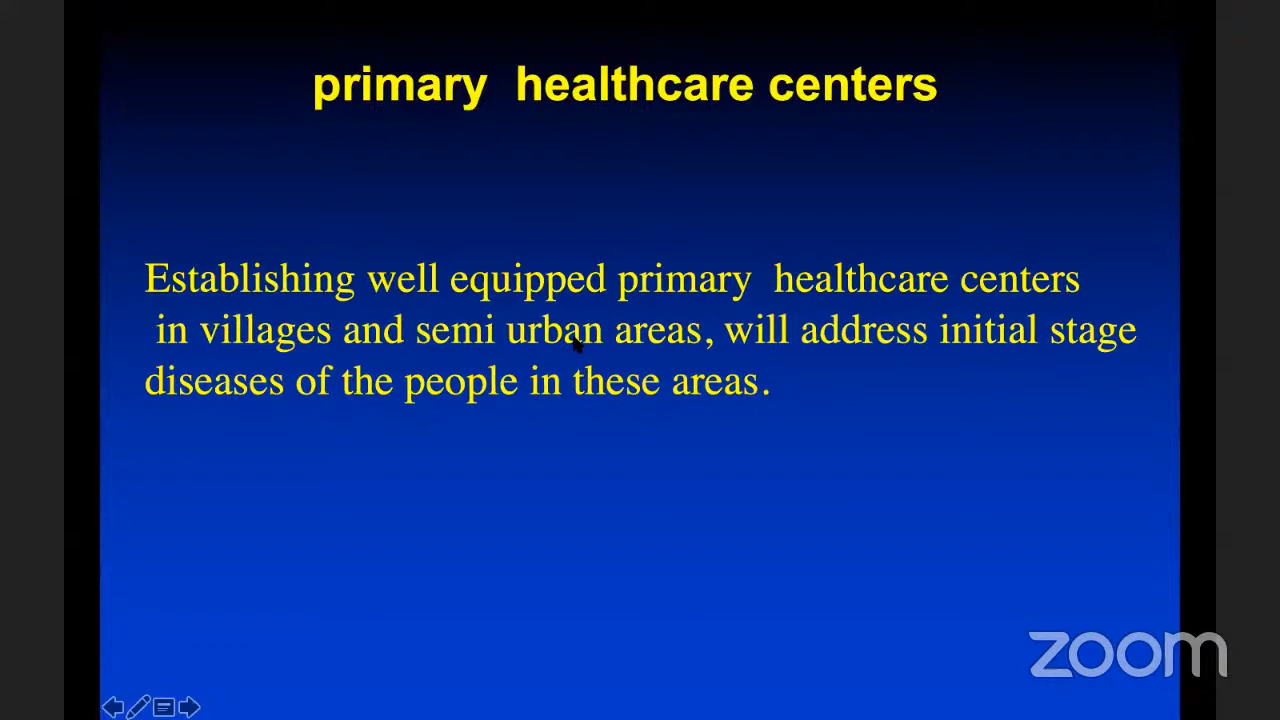 primary  healthcare centers
Establishing well equipped primary  healthcare centers
in villages and semi urban areas, will address initial stage
diseases of the people in these areas.
zoom